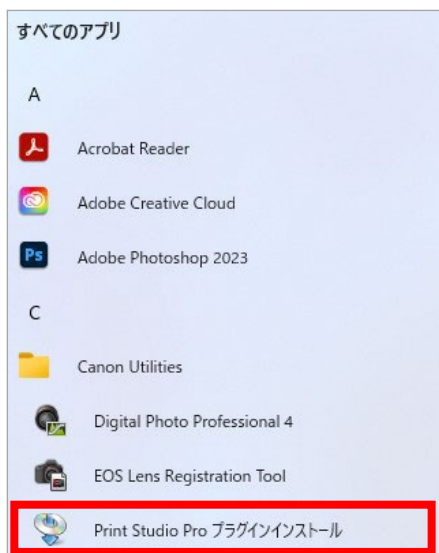 すべてのアプリ
A
Acrobat Reader
Adobe Creative Cloud
Ps
Adobe Photoshop 2023
C
Canon Utilities
Digital Photo Professional 4
EOS Lens Registration Tool
Print Studio Pro プラグインインストール